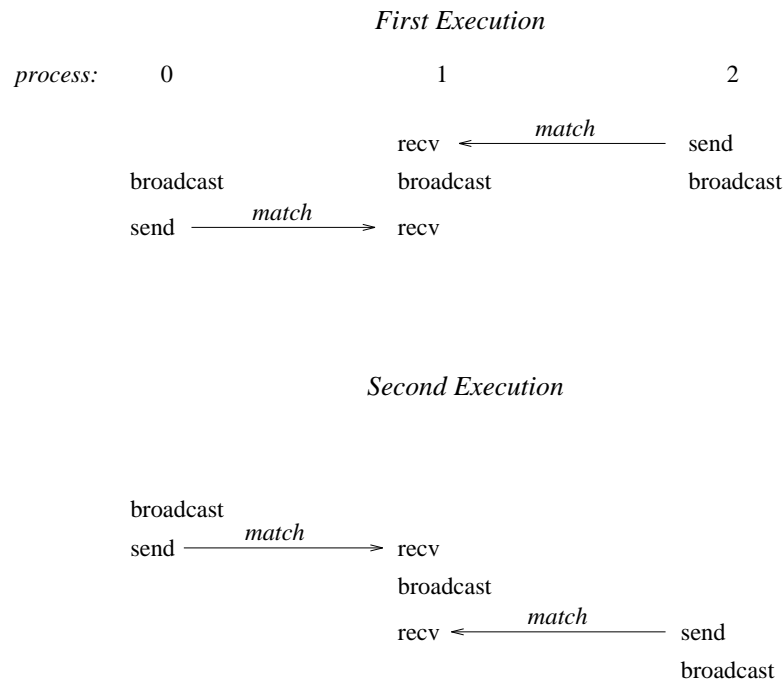 First Execution
process: 0 1 2
recv match send
broadcast broadcast broadcast
send match recv
Second Execution
broadcast
send match recv
broadcast
recv match send
broadcast